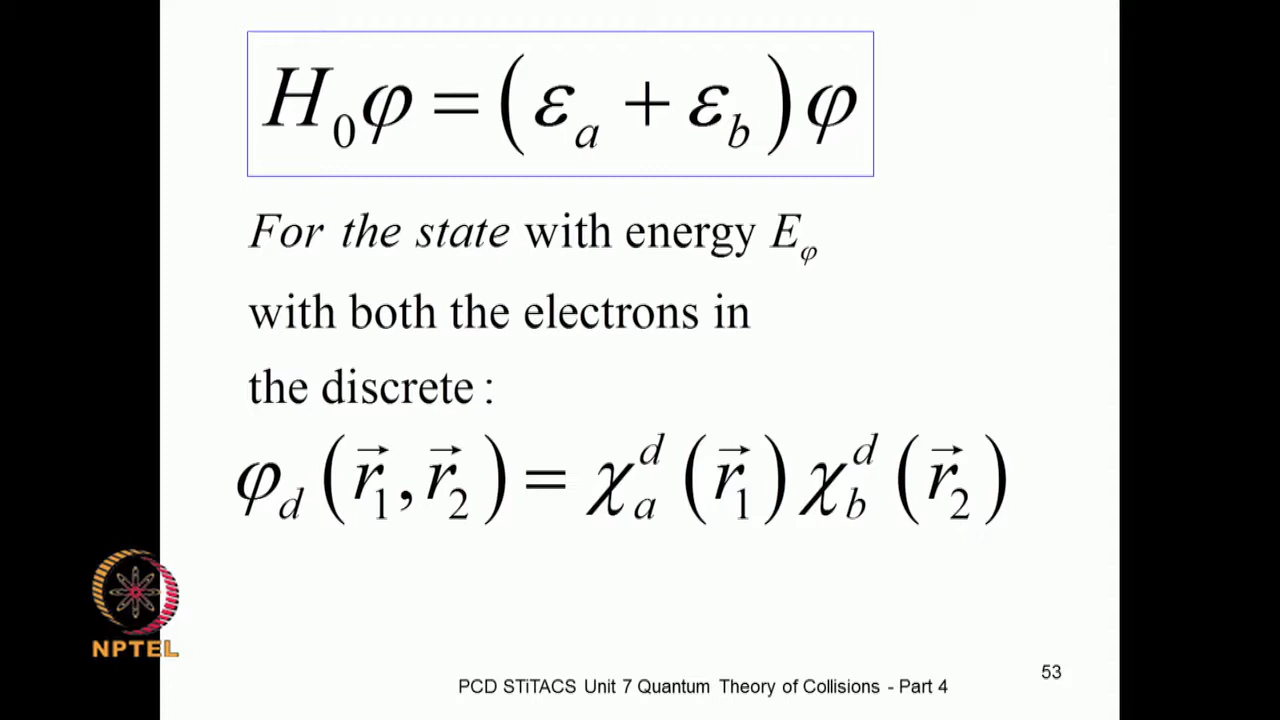 H₀φ = (εₐ + ε_b) φ
For the state with energy E_φ
with both the electrons in
the discrete :
φ_d (r⃗₁, r⃗₂) = χₐᵈ (r⃗₁) χ_bᵈ (r⃗₂)
NPTEL
53
PCD STiTACS Unit 7 Quantum Theory of Collisions - Part 4